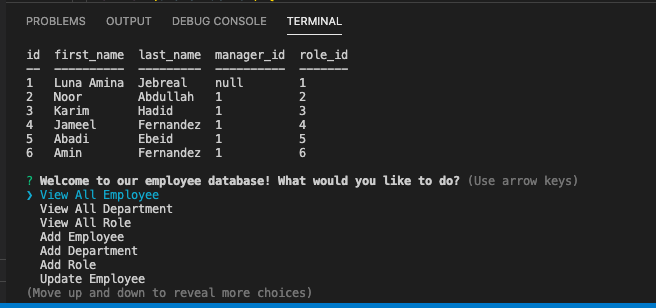 PROBLEMS OUTPUT DEBUG CONSOLE TERMINAL
id first_name last_name manager_id role_id
-- ---------- --------- ---------- -------
1 Luna Amina Jebreal null 1
2 Noor Abdullah 1 2
3 Karim Hadid 1 3
4 Jameel Fernandez 1 4
5 Abadi Ebeid 1 5
6 Amin Fernandez 1 6
? Welcome to our employee database! What would you like to do? (Use arrow keys)
❯ View All Employee
View All Department
View All Role
Add Employee
Add Department
Add Role
Update Employee
(Move up and down to reveal more choices)